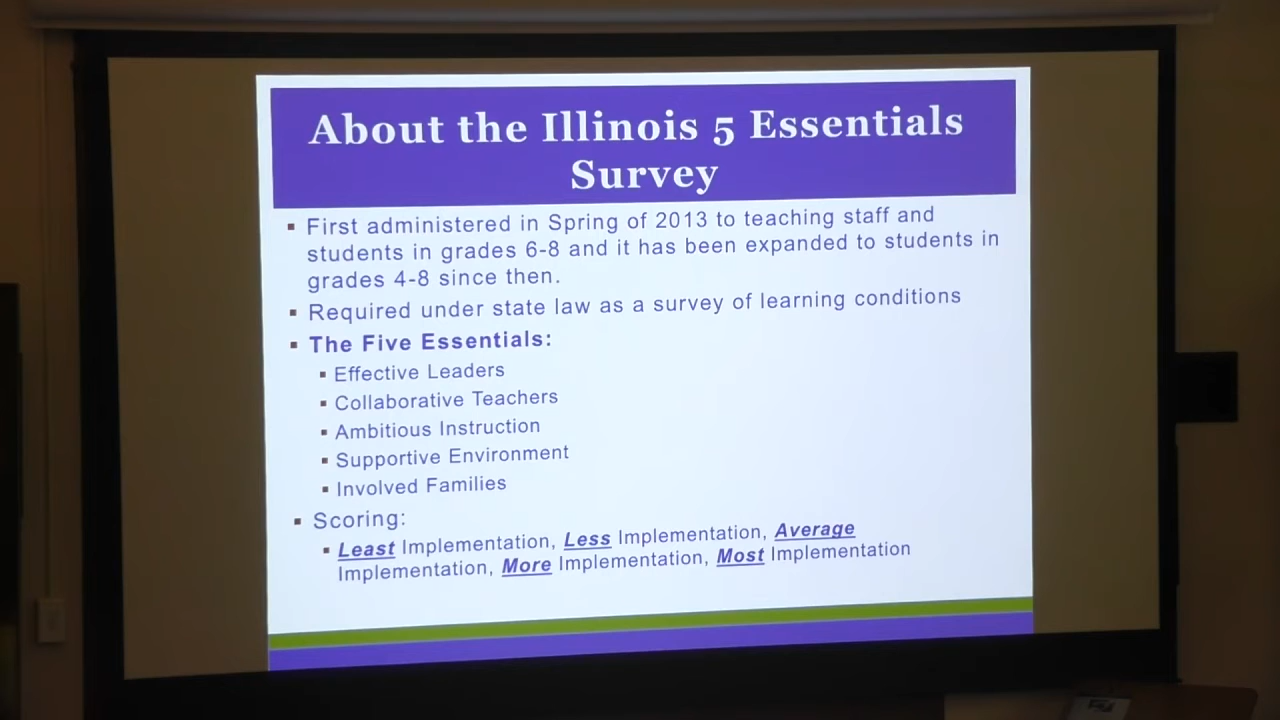 About the Illinois 5 Essentials
Survey
▪ First administered in Spring of 2013 to teaching staff and
students in grades 6-8 and it has been expanded to students in
grades 4-8 since then.
▪ Required under state law as a survey of learning conditions
▪ The Five Essentials:
▪ Effective Leaders
▪ Collaborative Teachers
▪ Ambitious Instruction
▪ Supportive Environment
▪ Involved Families
▪ Scoring:
▪ Least Implementation, Less Implementation, Average
Implementation, More Implementation, Most Implementation